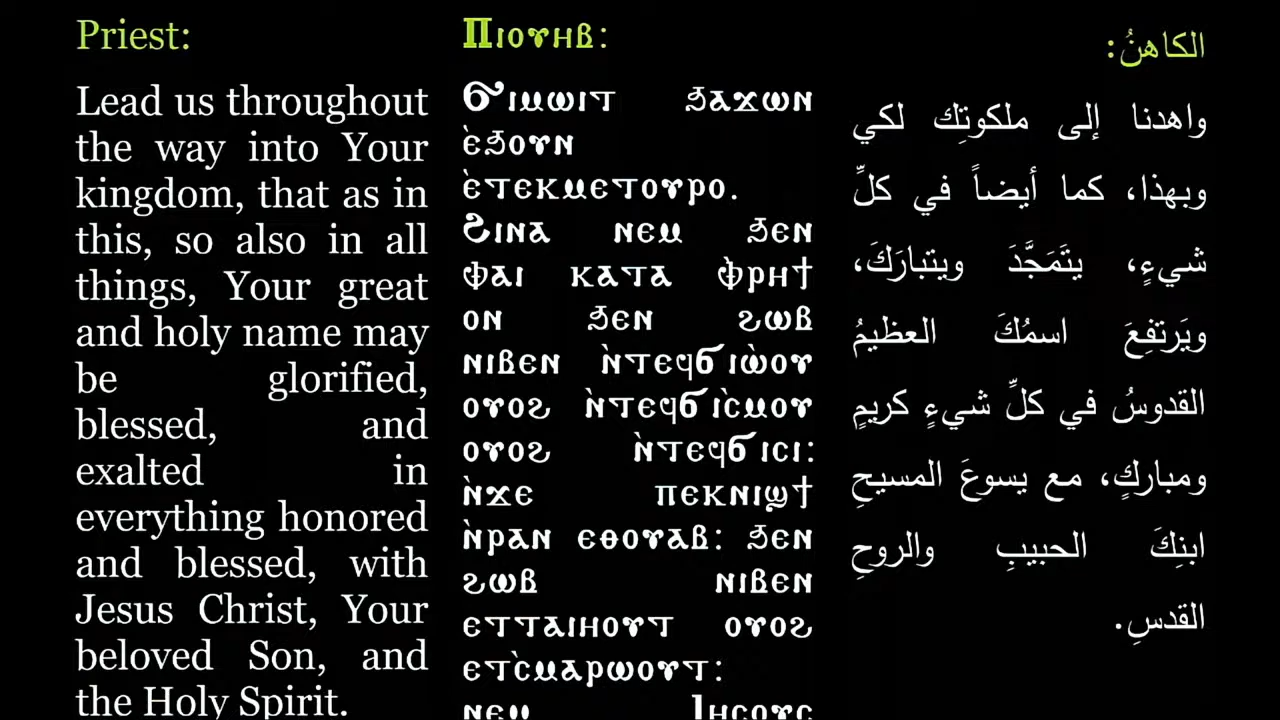 Priest:
Lead us throughout
the way into Your
kingdom, that as in
this, so also in all
things, Your great
and holy name may
be glorified,
blessed, and
exalted in
everything honored
and blessed, with
Jesus Christ, Your
beloved Son, and
the Holy Spirit.
Ⲡⲓⲟⲩⲏⲃ:
Ϭⲓⲙⲱⲓⲧ ϧⲁϫⲱⲛ
ⲉ̀ϧⲟⲩⲛ
ⲉ̀ⲧⲉⲕⲙⲉⲧⲟⲩⲣⲟ.
Ϩⲓⲛⲁ ⲛⲉⲙ ϧⲉⲛ
ⲫⲁⲓ ⲕⲁⲧⲁ ⲫ̀ⲣⲏϯ
ⲟⲛ ϧⲉⲛ ϩⲱⲃ
ⲛⲓⲃⲉⲛ ⲛ̀ⲧⲉϥϭⲓⲱ̀ⲟⲩ
ⲟⲩⲟϩ ⲛ̀ⲧⲉϥϭⲓⲥ̀ⲙⲟⲩ
ⲟⲩⲟϩ ⲛ̀ⲧⲉϥϭⲓⲥⲓ:
ⲛ̀ϫⲉ ⲡⲉⲕⲛⲓϣϯ
ⲛ̀ⲣⲁⲛ ⲉⲑⲟⲩⲁⲃ: ϧⲉⲛ
ϩⲱⲃ ⲛⲓⲃⲉⲛ
ⲉⲧⲧⲁⲓⲏⲟⲩⲧ ⲟⲩⲟϩ
ⲉⲧⲥ̀ⲙⲁⲣⲱⲟⲩⲧ:
ⲛⲉⲙ Ⲓⲏⲥⲟⲩⲥ
الكاهنُ:
واهدنا إلى ملكوتِك لكي
وبهذا، كما أيضاً في كلِّ
شيءٍ، يتَمَجَّدَ ويتبارَكَ،
ويَرتفِعَ اسمُكَ العظيمُ
القدوسُ في كلِّ شيءٍ كريمٍ
ومباركٍ، مع يسوعَ المسيحِ
ابنِكَ الحبيبِ والروحِ
القدسِ.